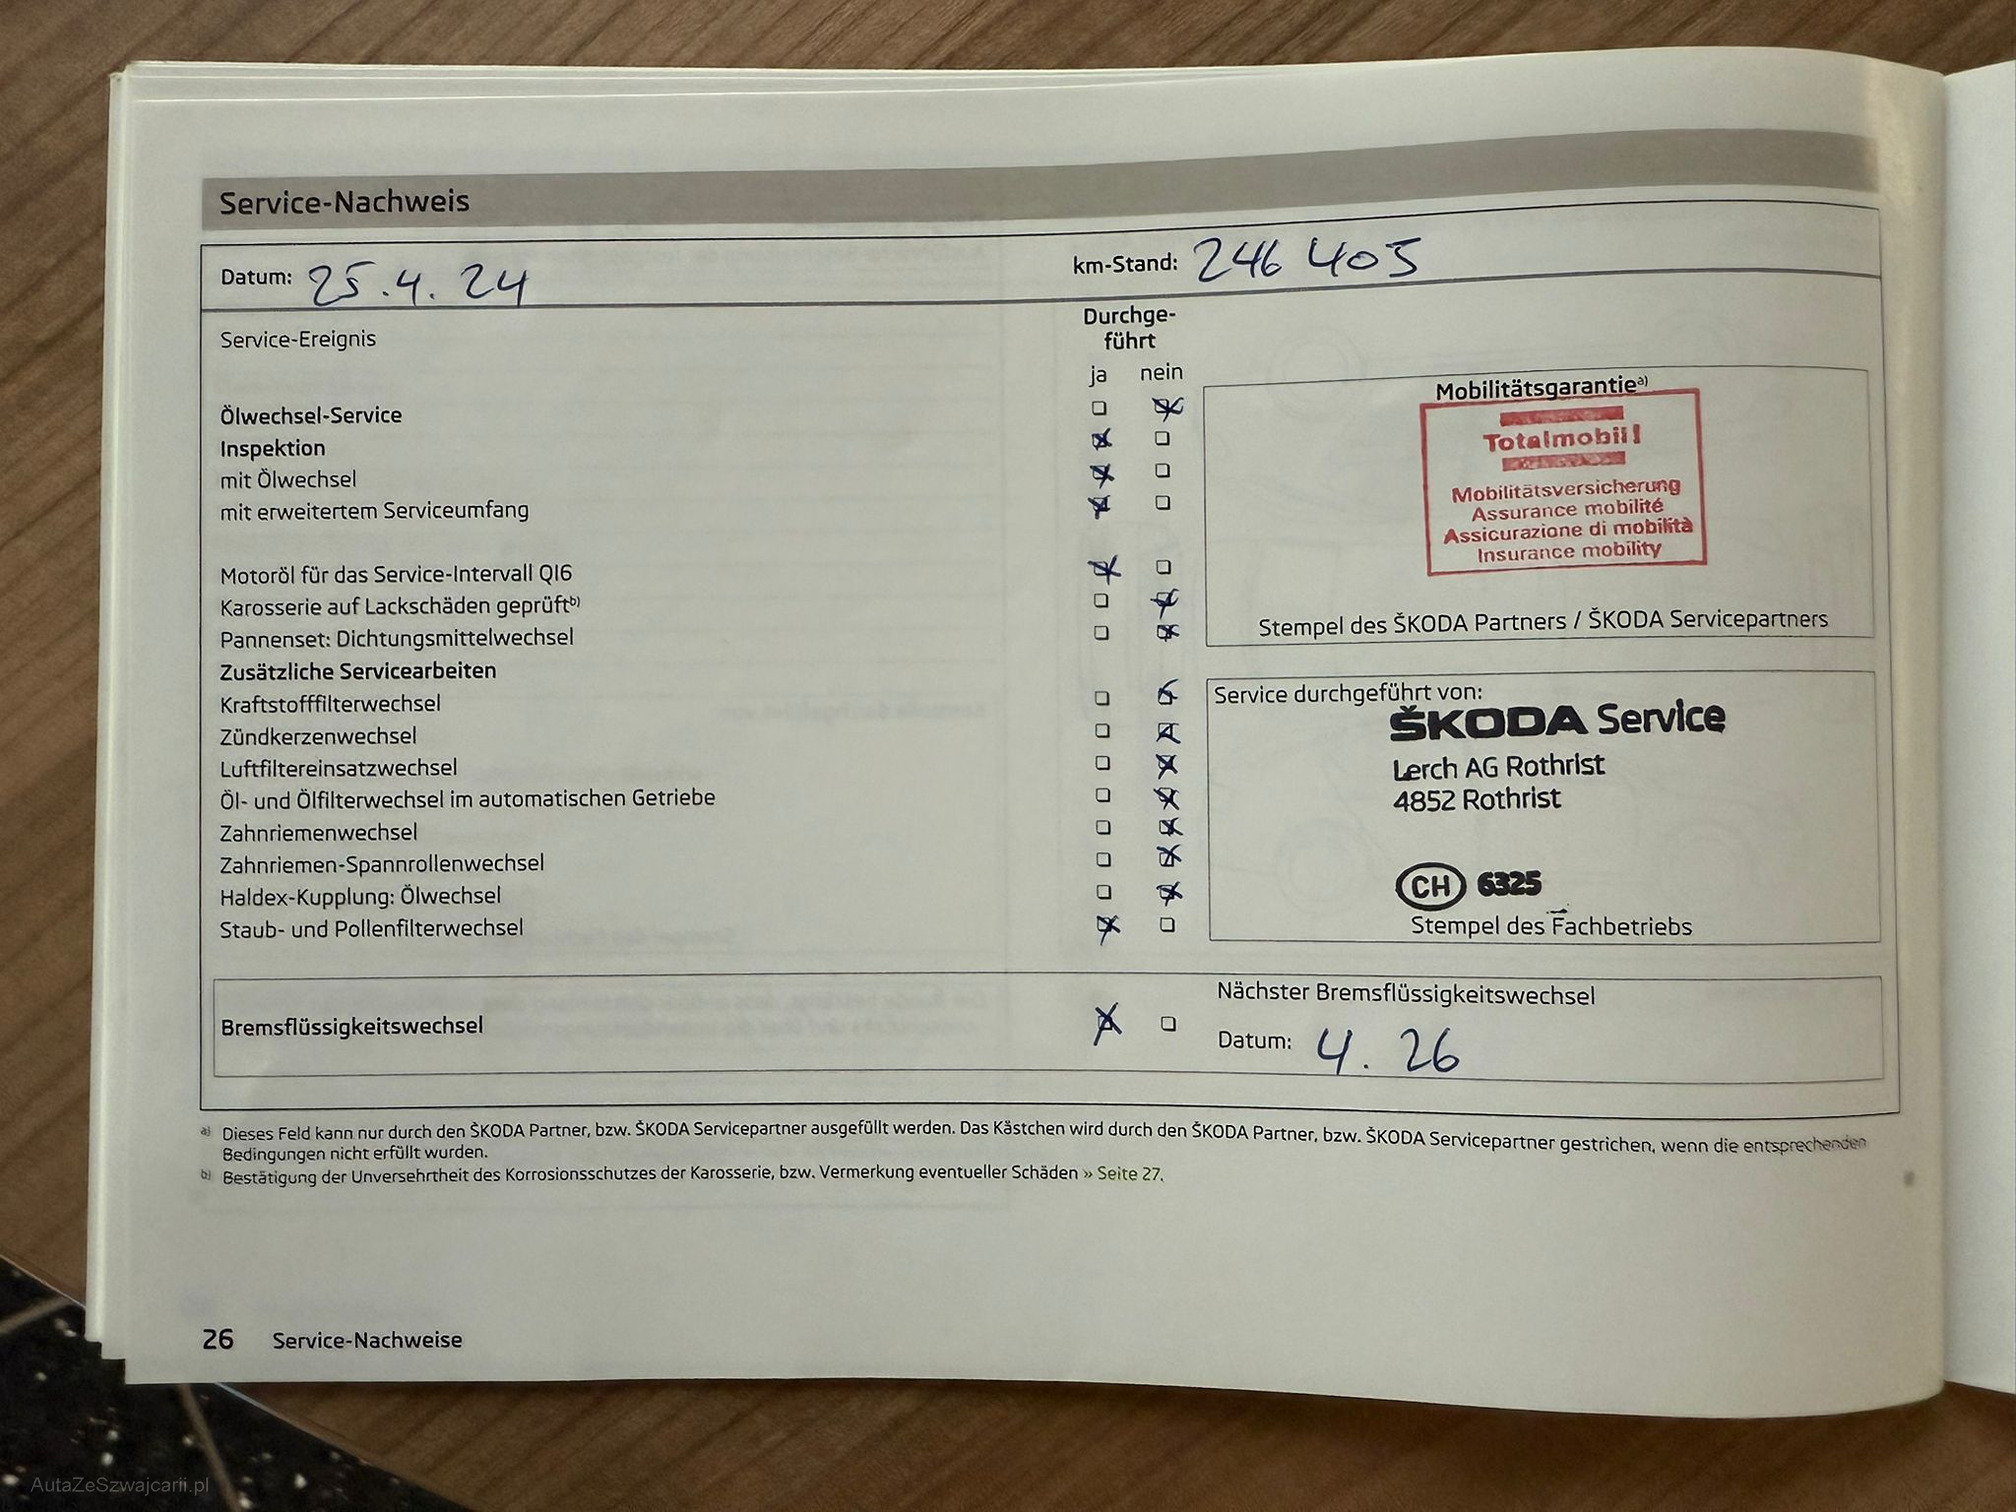 Service-Nachweis
Datum: 25.4.24
km-Stand: 246 405
Service-Ereignis
Durchge-
führt
ja nein
Ölwechsel-Service
Inspektion
mit Ölwechsel
mit erweitertem Serviceumfang
Motoröl für das Service-Intervall QI6
Karosserie auf Lackschäden geprüftb)
Pannenset: Dichtungsmittelwechsel
Zusätzliche Servicearbeiten
Kraftstofffilterwechsel
Zündkerzenwechsel
Luftfiltereinsatzwechsel
Öl- und Ölfilterwechsel im automatischen Getriebe
Zahnriemenwechsel
Zahnriemen-Spannrollenwechsel
Haldex-Kupplung: Ölwechsel
Staub- und Pollenfilterwechsel
Mobilitätsgarantiea)
Totalmobil!
Mobilitätsversicherung
Assurance mobilité
Assicurazione di mobilità
Insurance mobility
Stempel des ŠKODA Partners / ŠKODA Servicepartners
Service durchgeführt von:
ŠKODA Service
Lerch AG Rothrist
4852 Rothrist
CH 6325
Stempel des Fachbetriebs
Bremsflüssigkeitswechsel
Nächster Bremsflüssigkeitswechsel
Datum: 4. 26
a) Dieses Feld kann nur durch den ŠKODA Partner, bzw. ŠKODA Servicepartner ausgefüllt werden. Das Kästchen wird durch den ŠKODA Partner, bzw. ŠKODA Servicepartner gestrichen, wenn die entsprechenden
Bedingungen nicht erfüllt wurden.
b) Bestätigung der Unversehrtheit des Korrosionsschutzes der Karosserie, bzw. Vermerkung eventueller Schäden » Seite 27.
26 Service-Nachweise
AutaZeSzwajcarii.pl